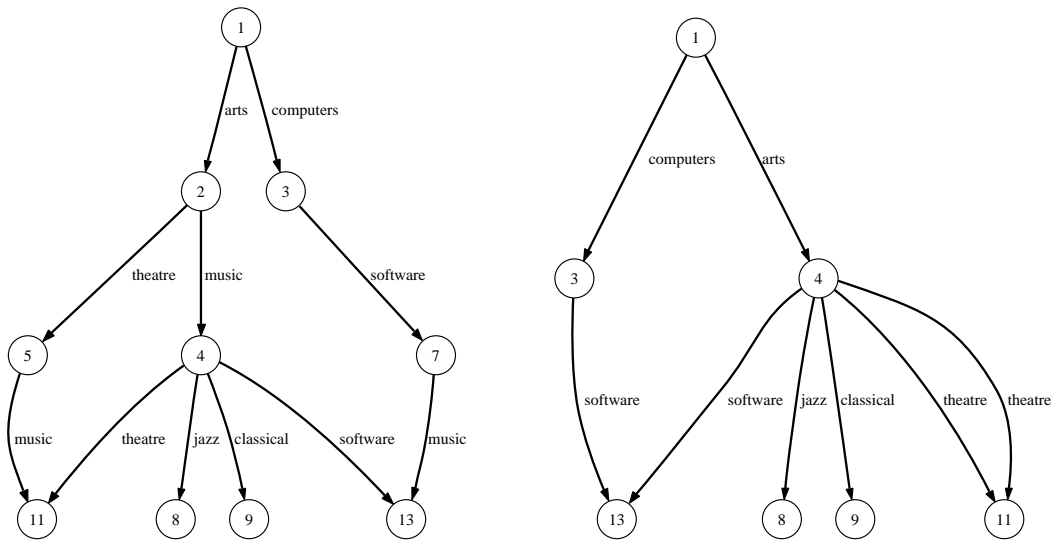 1
arts computers
2 3
theatre music software
5 4 7
music theatre jazz classical software music
11 8 9 13
1
computers arts
3 4
software software jazz classical theatre theatre
13 8 9 11